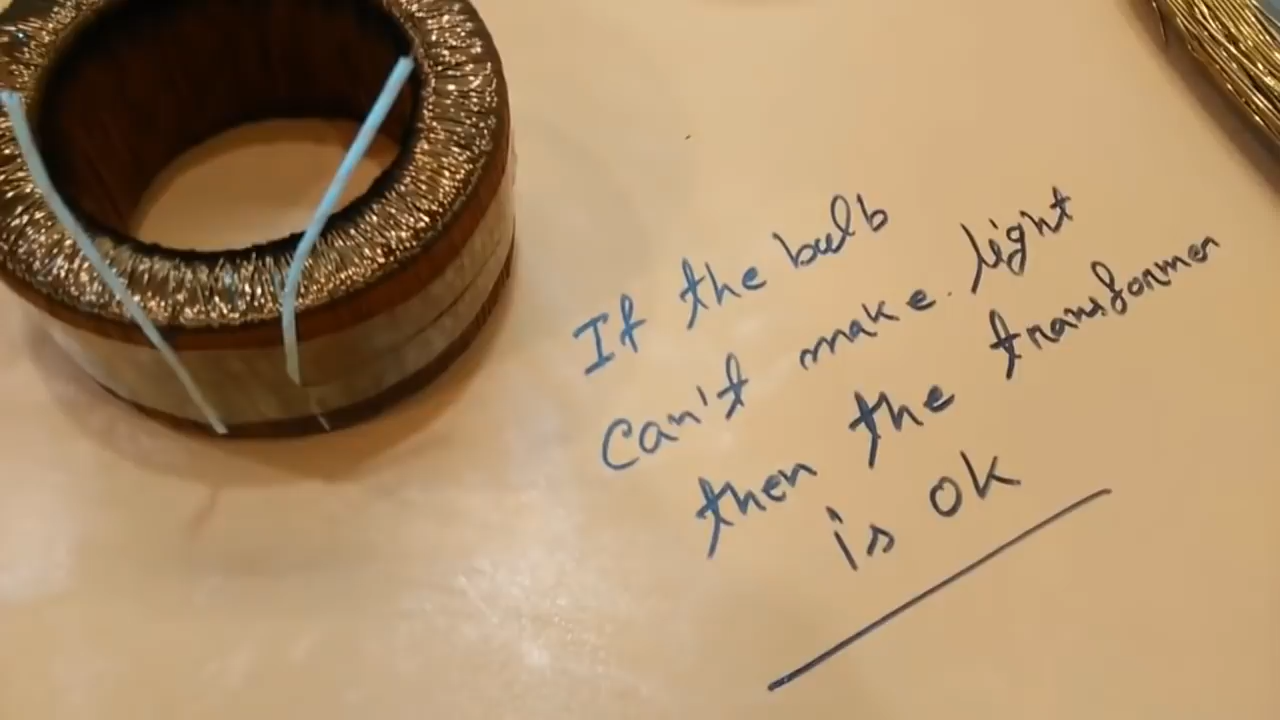 If the bulb
can't make light
then the transformer
is ok